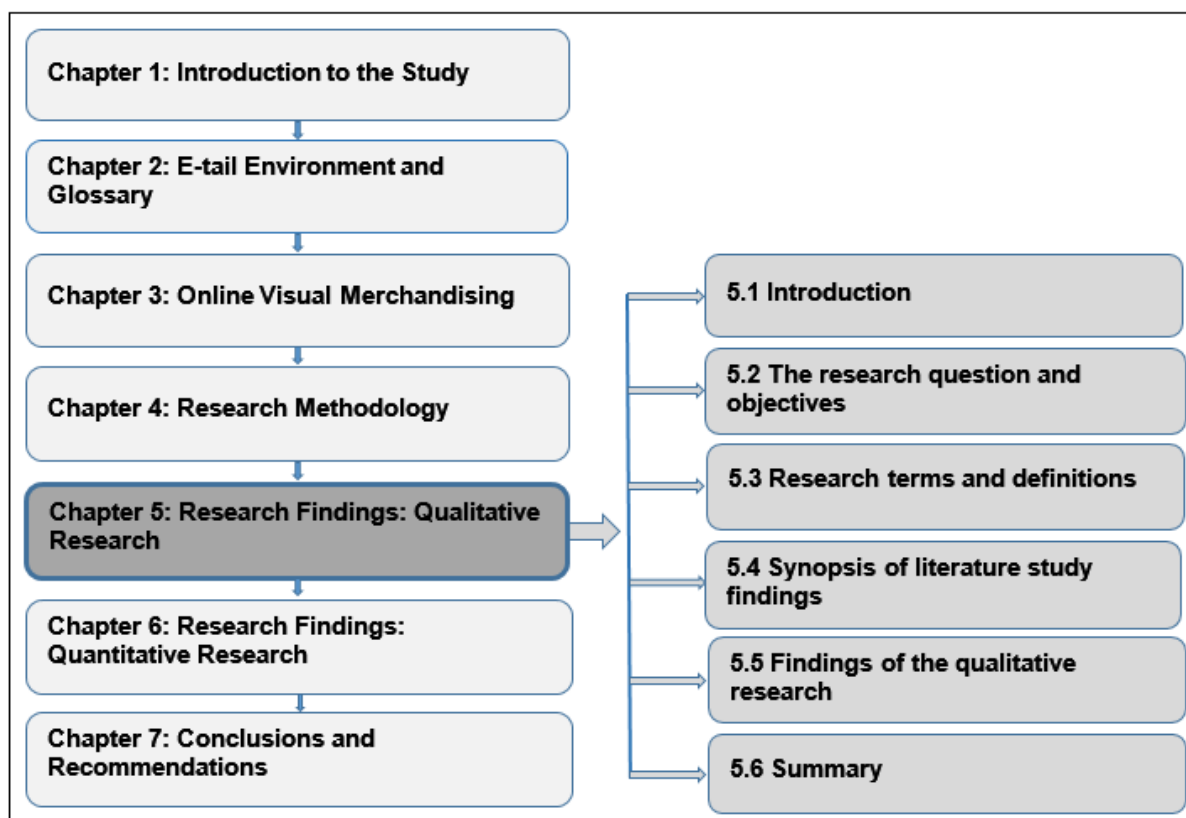 Chapter 1: Introduction to the Study
Chapter 2: E-tail Environment and
Glossary
Chapter 3: Online Visual Merchandising
Chapter 4: Research Methodology
Chapter 5: Research Findings: Qualitative
Research
Chapter 6: Research Findings:
Quantitative Research
Chapter 7: Conclusions and
Recommendations
5.1 Introduction
5.2 The research question and
objectives
5.3 Research terms and definitions
5.4 Synopsis of literature study
findings
5.5 Findings of the qualitative
research
5.6 Summary